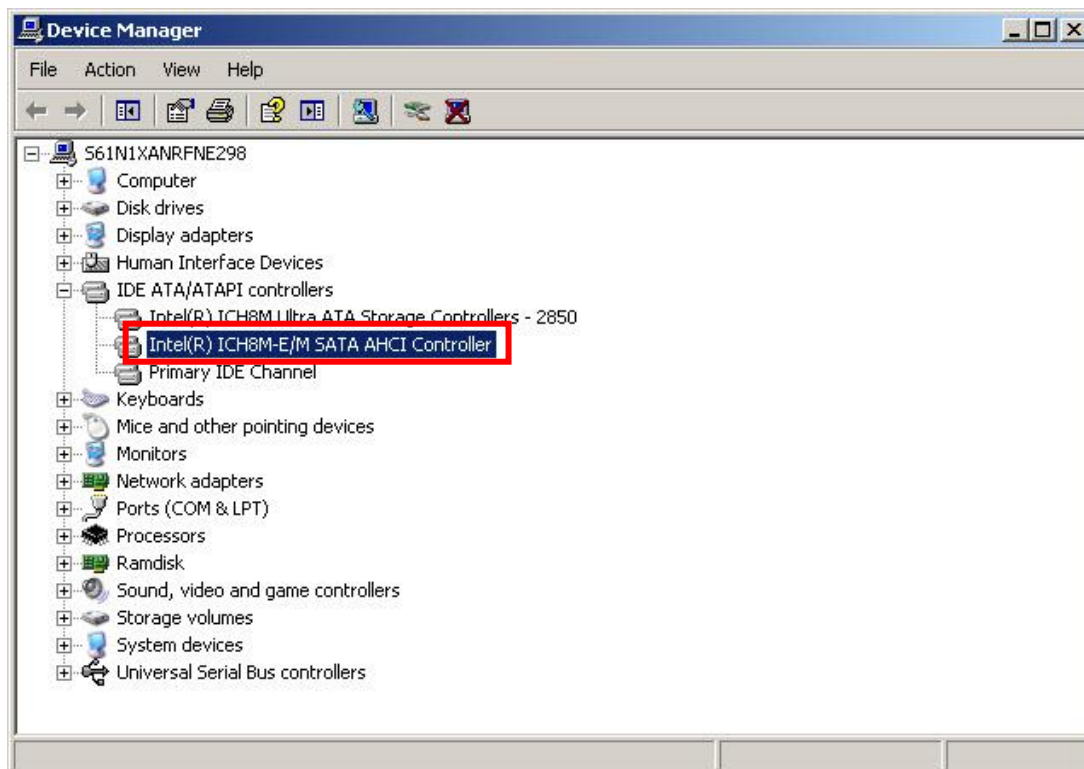 Device Manager
File Action View Help
S61N1XANRFNE298
Computer
Disk drives
Display adapters
Human Interface Devices
IDE ATA/ATAPI controllers
Intel(R) ICH8M Ultra ATA Storage Controllers - 2850
Intel(R) ICH8M-E/M SATA AHCI Controller
Primary IDE Channel
Keyboards
Mice and other pointing devices
Monitors
Network adapters
Ports (COM & LPT)
Processors
Ramdisk
Sound, video and game controllers
Storage volumes
System devices
Universal Serial Bus controllers